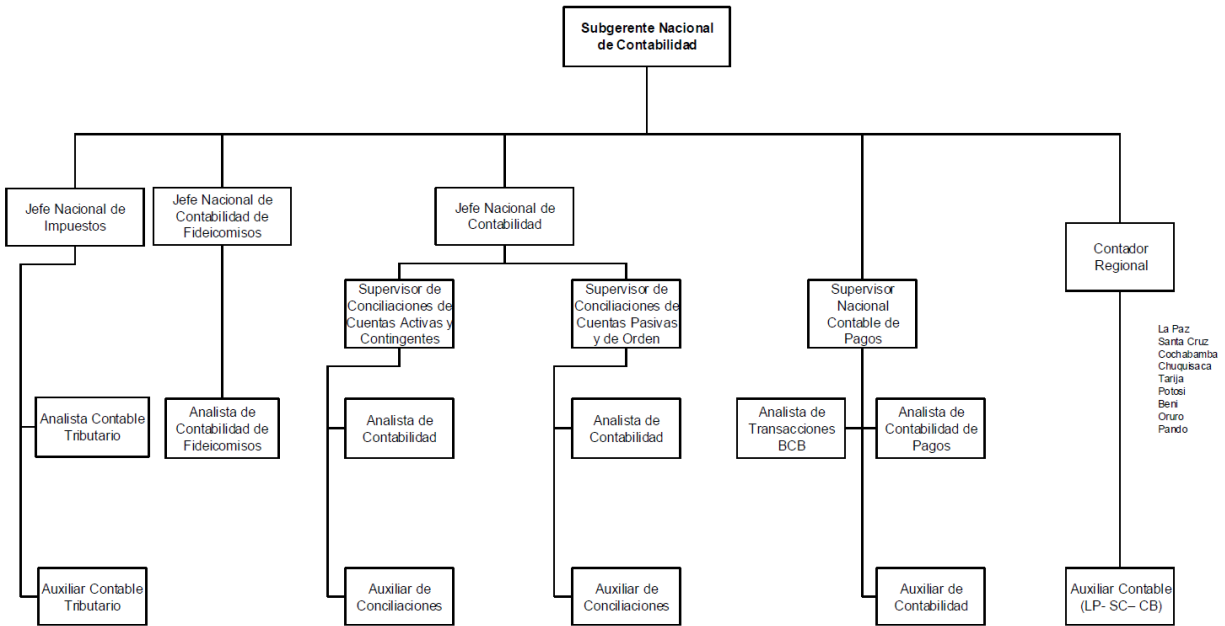 Subgerente Nacional
de Contabilidad
Jefe Nacional de
Impuestos
Jefe Nacional de
Contabilidad de
Fideicomisos
Jefe Nacional de
Contabilidad
Contador
Regional
Supervisor de
Conciliaciones de
Cuentas Activas y
Contingentes
Supervisor de
Conciliaciones de
Cuentas Pasivas
y de Orden
Supervisor
Nacional
Contable de
Pagos
La Paz
Santa Cruz
Cochabamba
Chuquisaca
Tarija
Potosi
Beni
Oruro
Pando
Analista Contable
Tributario
Analista de
Contabilidad de
Fideicomisos
Analista de
Contabilidad
Analista de
Contabilidad
Analista de
Transacciones
BCB
Analista de
Contabilidad de
Pagos
Auxiliar Contable
Tributario
Auxiliar de
Conciliaciones
Auxiliar de
Conciliaciones
Auxiliar de
Contabilidad
Auxiliar Contable
(LP- SC– CB)